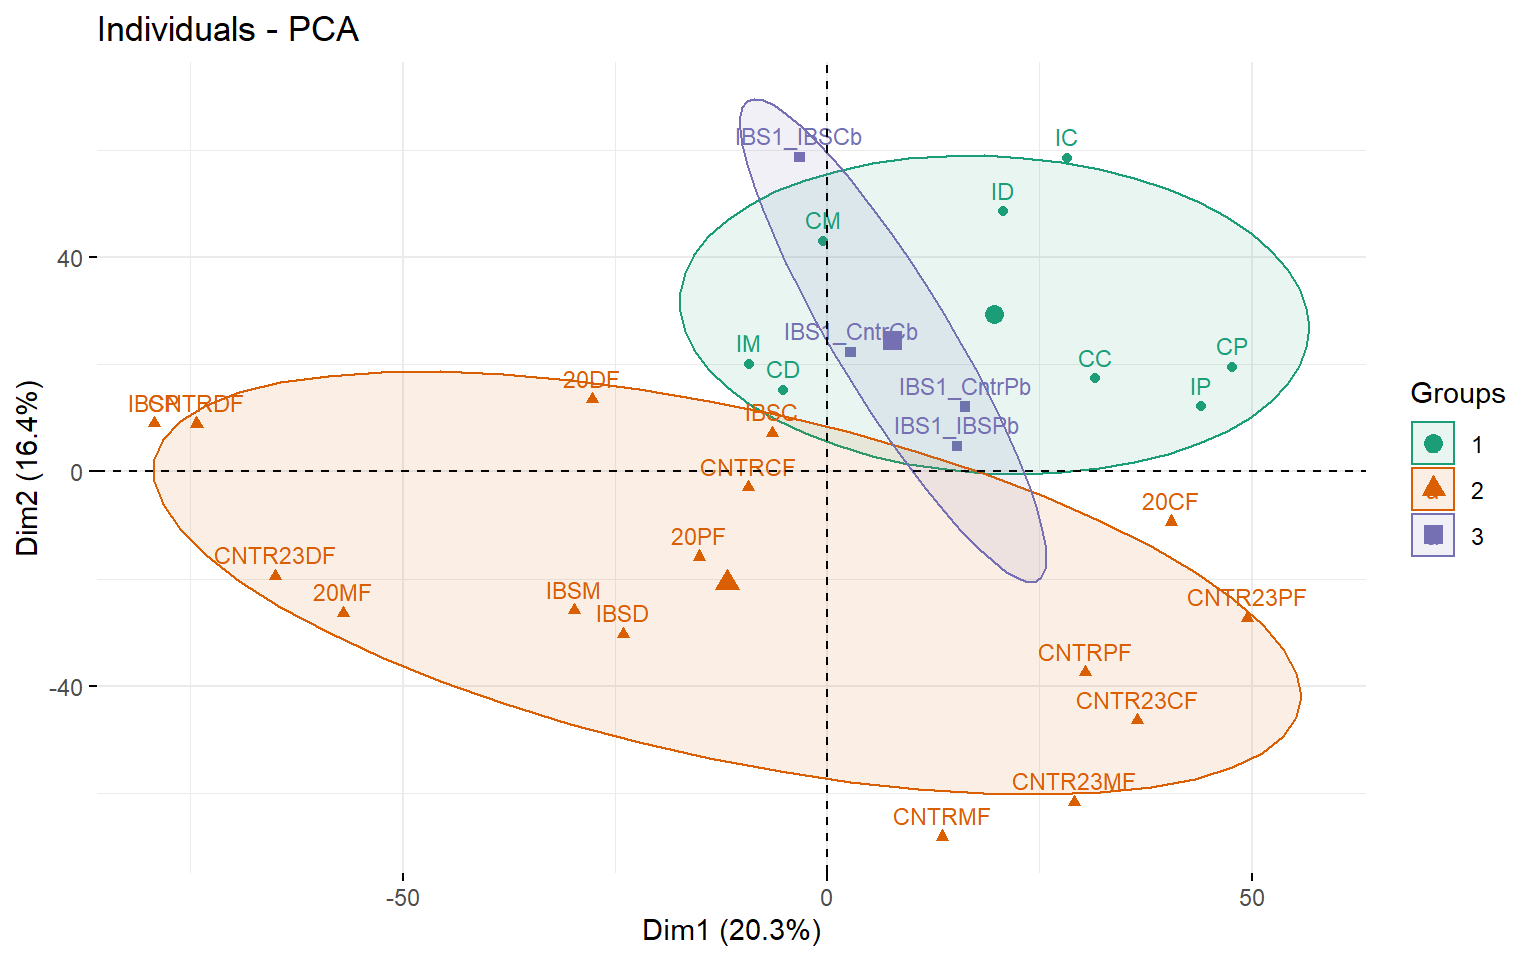 Individuals - PCA
IBS1_IBSCb
IC
ID
CM
40
IBS1_CntrCb
IM
CD
CC
CP
IP
20DF
IBS1_CntrPb
CNTRDF
IBSC
IBS1_IBSPb
0
CNTRCF
20CF
20PF
CNTR23DF
20MF
IBSM
IBSD
CNTR23PF
CNTRPF
-40
CNTR23CF
CNTR23MF
CNTRMF
-50
0
50
Dim1 (20.3%)
Dim2 (16.4%)
Groups
1
2
3